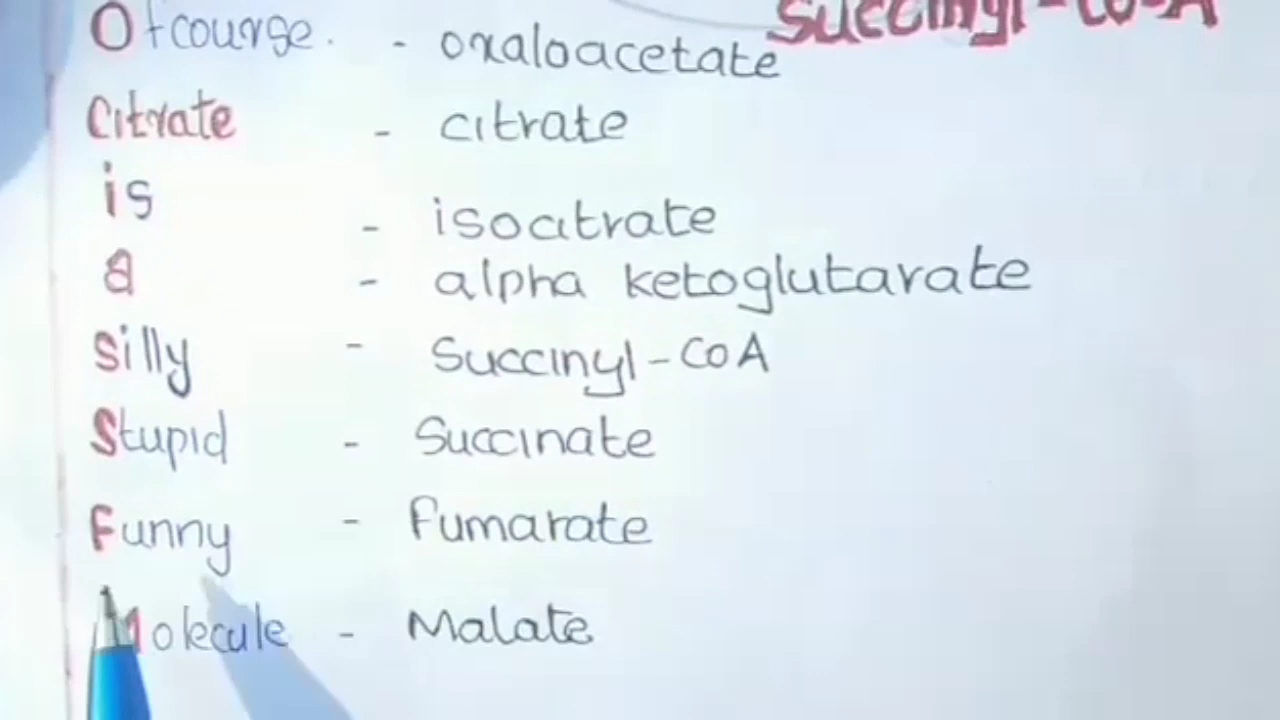 Succinyl-CoA
Ofcourse. - oxaloacetate
Citrate - citrate
is - isocitrate
a - alpha ketoglutarate
Silly - Succinyl-CoA
Stupid - Succinate
Funny - fumarate
Molecule - Malate